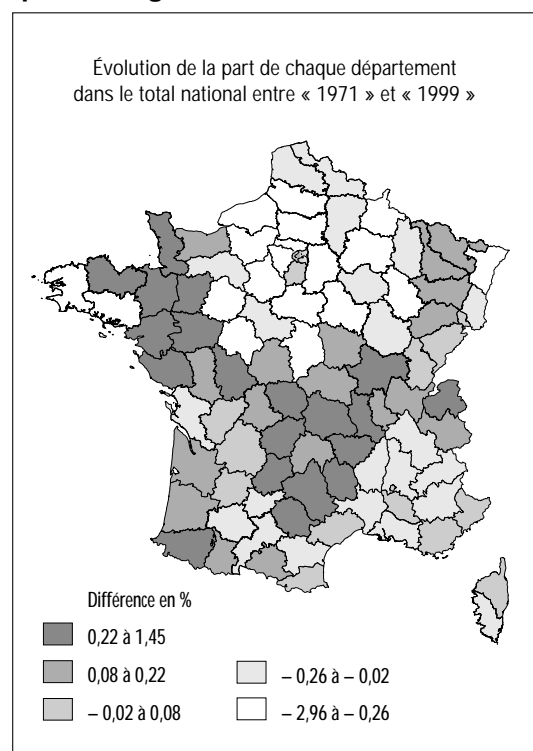 Évolution de la part de chaque département
dans le total national entre « 1971 » et « 1999 »
Différence en %
0,22 à 1,45
0,08 à 0,22
– 0,02 à 0,08
– 0,26 à – 0,02
– 2,96 à – 0,26